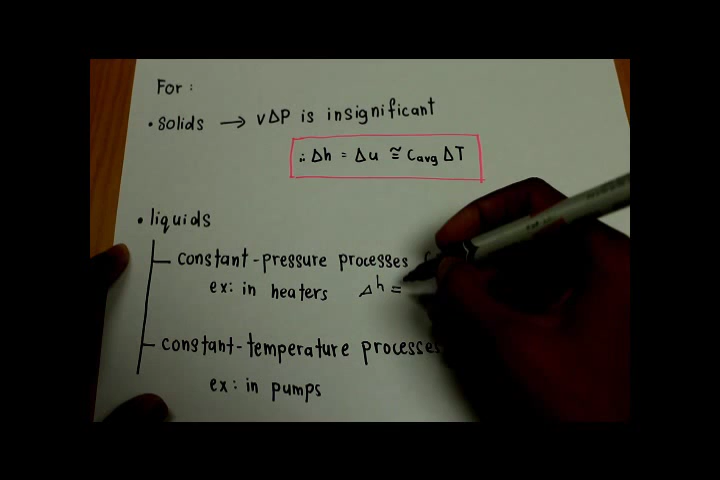 For :
• solids → vΔP is insignificant
∴ Δh = Δu ≅ Cavg ΔT
• liquids
constant-pressure processes
ex: in heaters Δh =
constant-temperature processes
ex: in pumps